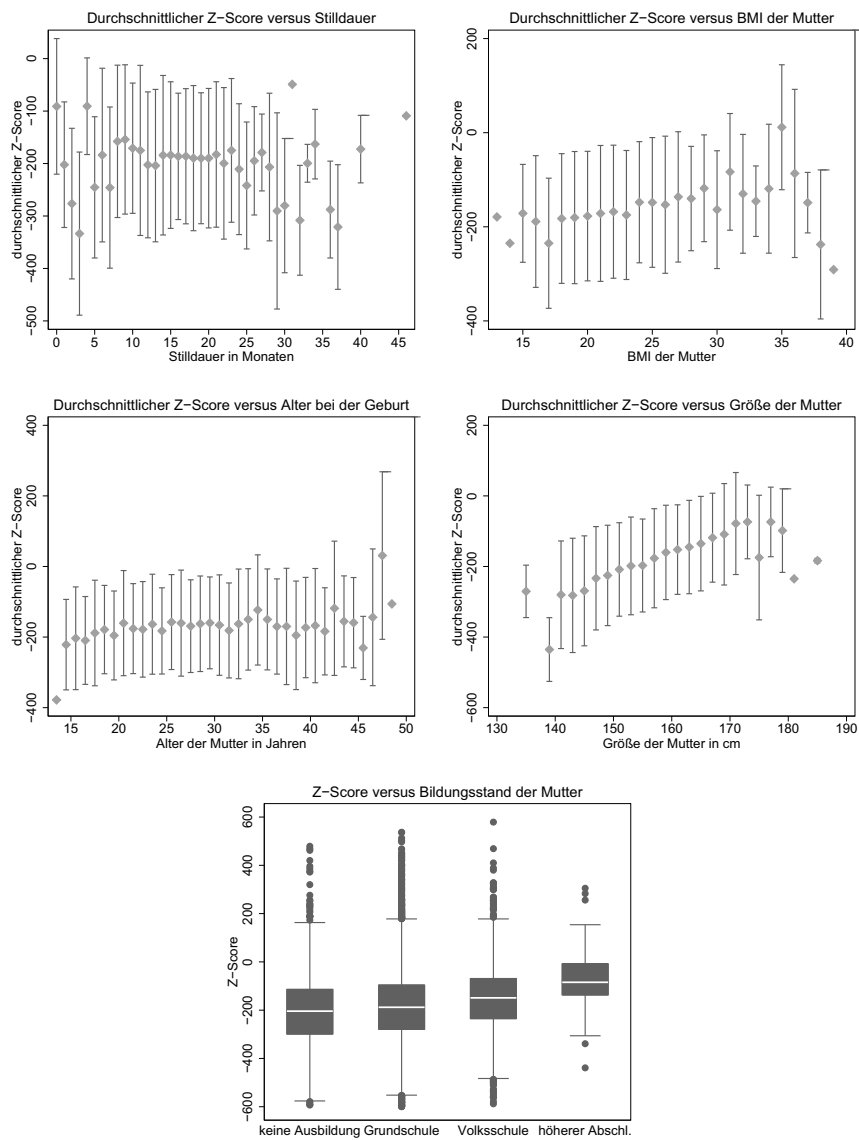 Durchschnittlicher Z−Score versus Stilldauer
durchschnittlicher Z−Score
0
−100
−200
−300
−400
−500
0 5 10 15 20 25 30 35 40 45
Stilldauer in Monaten
Durchschnittlicher Z−Score versus BMI der Mutter
durchschnittlicher Z−Score
200
0
−200
−400
15 20 25 30 35 40
BMI der Mutter
Durchschnittlicher Z−Score versus Alter bei der Geburt
durchschnittlicher Z−Score
400
200
0
−200
−400
15 20 25 30 35 40 45 50
Alter der Mutter in Jahren
Durchschnittlicher Z−Score versus Größe der Mutter
durchschnittlicher Z−Score
200
0
−200
−400
−600
130 140 150 160 170 180 190
Größe der Mutter in cm
Z−Score versus Bildungsstand der Mutter
Z−Score
600
400
200
0
−200
−400
−600
keine Ausbildung Grundschule Volksschule höherer Abschl.